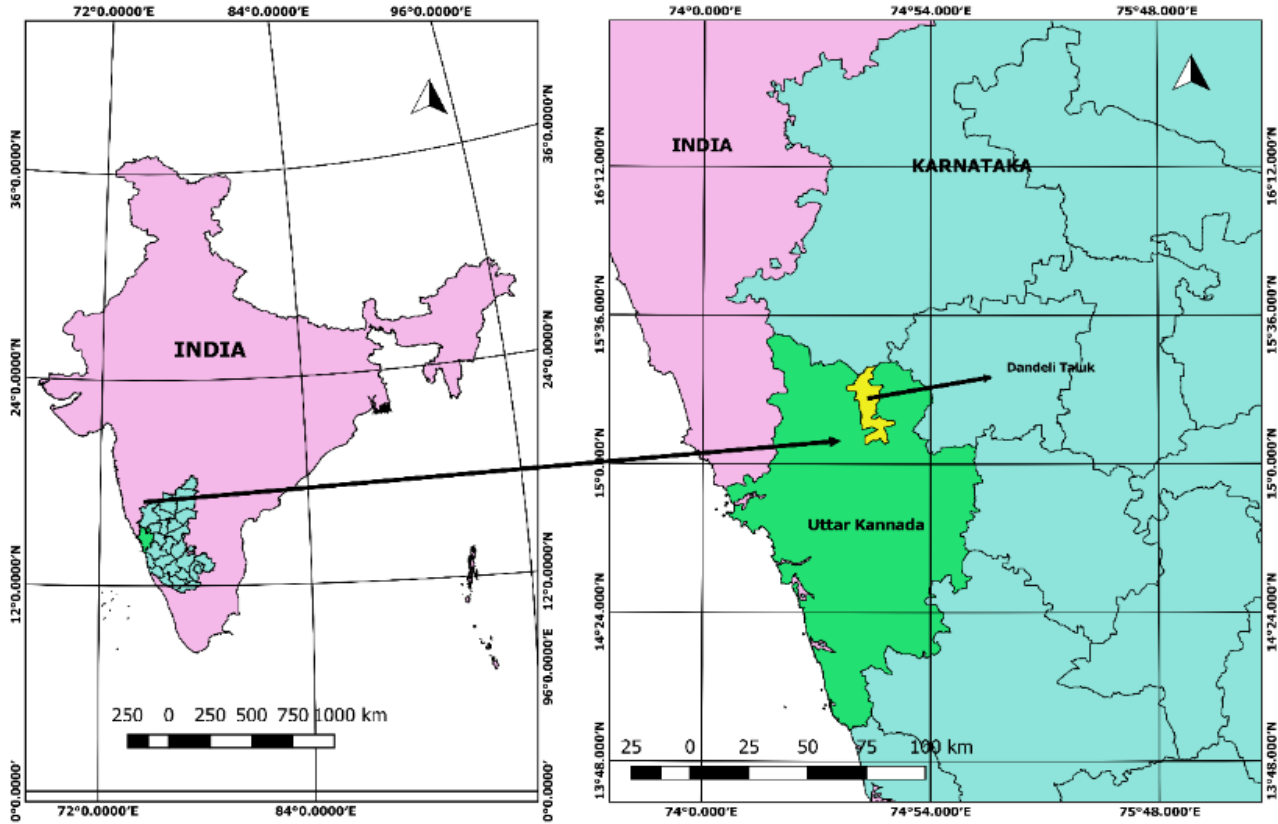 72°0.0000'E
84°0.0000'E
96°0.0000'E
36°0.0000'N
24°0.0000'N
12°0.0000'N
0°0.0000'
36°0.0000'N
24°0.0000'N
12°0.0000'N
96°0.0000'E
INDIA
250 0 250 500 750 1000 km
72°0.0000'E
84°0.0000'E
74°0.000'E
74°54.000'E
75°48.000'E
16°12.000'N
15°36.000'N
15°0.000'N
14°24.000'N
13°48.000'N
16°12.000'N
15°36.000'N
15°0.000'N
14°24.000'N
13°48.000'N
INDIA
KARNATAKA
Dandeli Taluk
Uttar Kannada
25 0 25 50 75 100 km
74°0.000'E
74°54.000'E
75°48.000'E